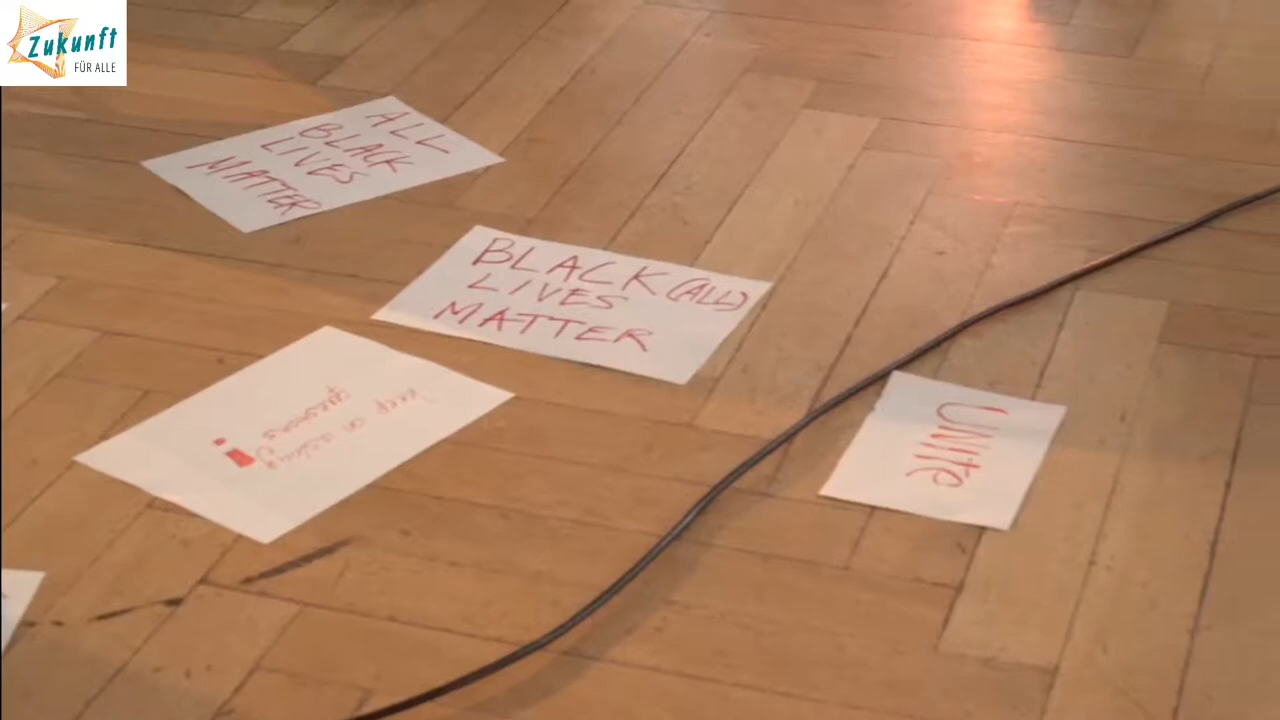 Zukunft
FÜR ALLE
ALL
BLACK
LIVES
MATTER
BLACK (ALL)
LIVES
MATTER
keep on asking
questions
!
UNITE